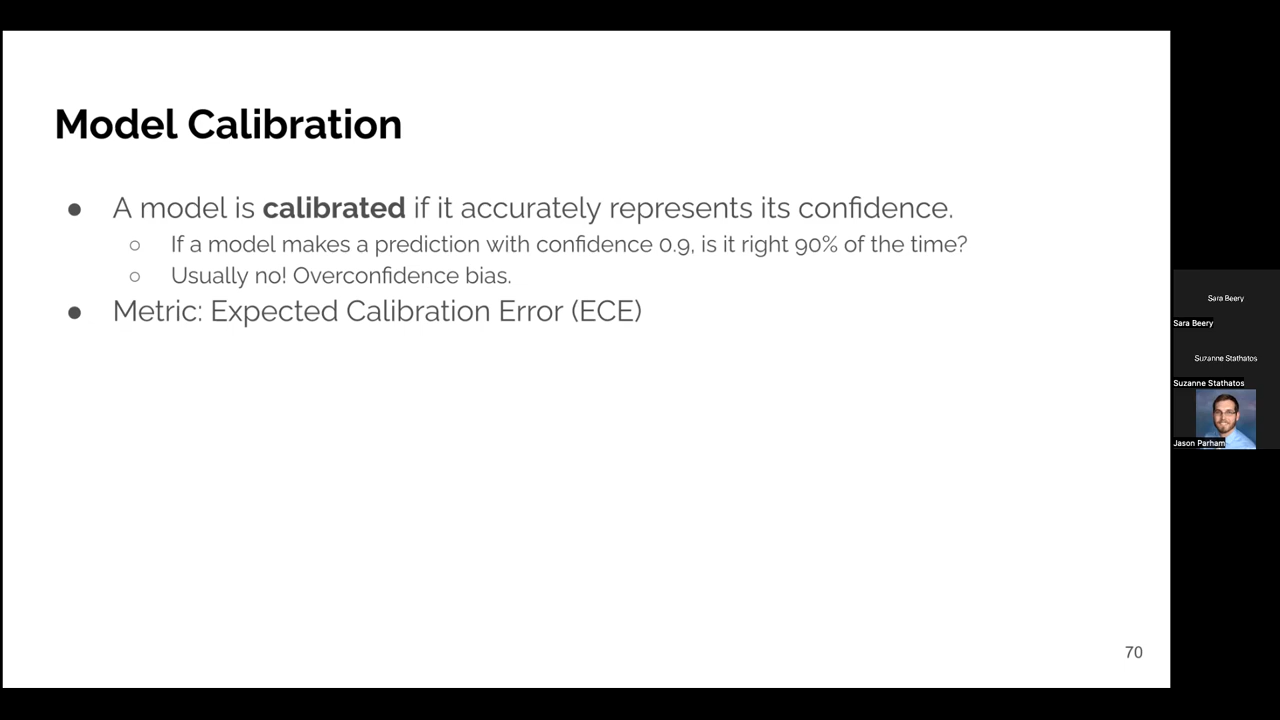 Model Calibration
● A model is calibrated if it accurately represents its confidence.
○ If a model makes a prediction with confidence 0.9, is it right 90% of the time?
○ Usually no! Overconfidence bias.
● Metric: Expected Calibration Error (ECE)
70
Sara Beery
Sara Beery
Suzanne Stathatos
Suzanne Stathatos
Jason Parham